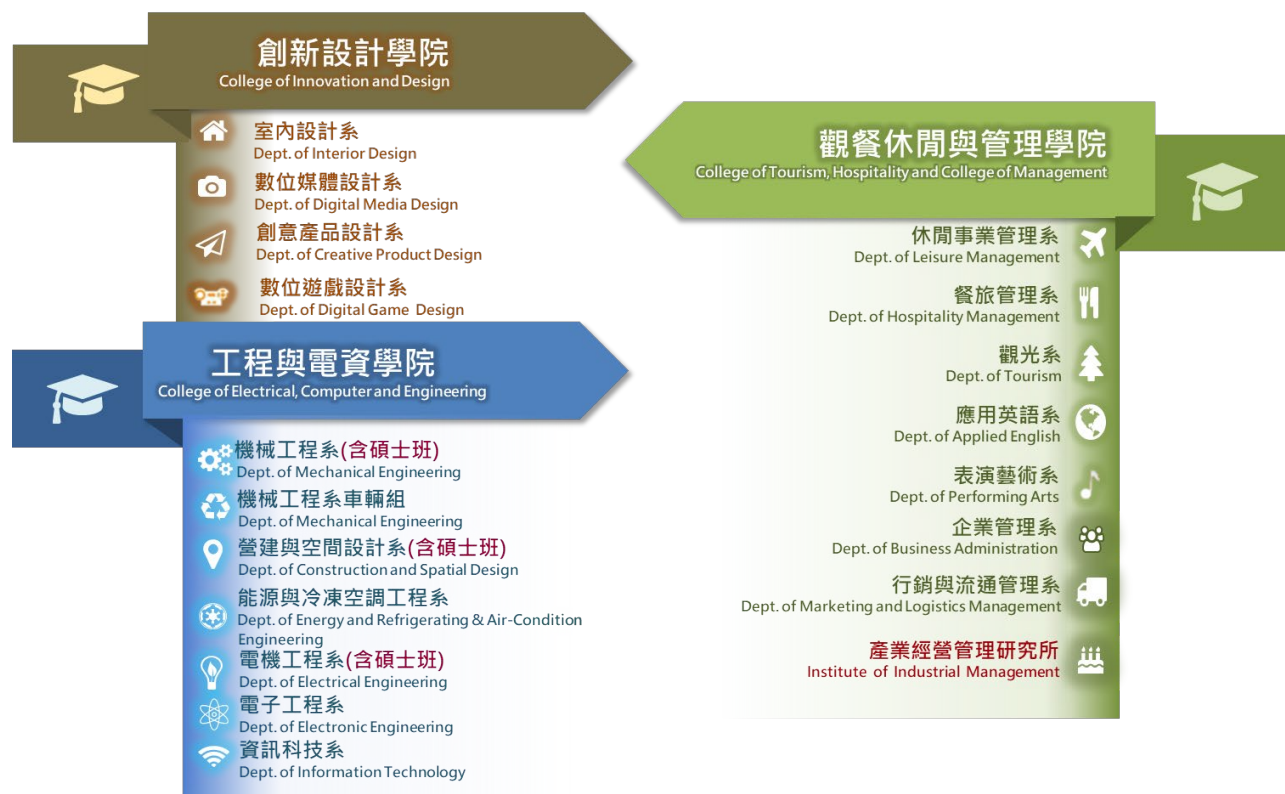 創新設計學院
College of Innovation and Design
室內設計系
Dept. of Interior Design
數位媒體設計系
Dept. of Digital Media Design
創意產品設計系
Dept. of Creative Product Design
數位遊戲設計系
Dept. of Digital Game Design
工程與電資學院
College of Electrical, Computer and Engineering
機械工程系(含碩士班)
Dept. of Mechanical Engineering
機械工程系車輛組
Dept. of Mechanical Engineering
營建與空間設計系(含碩士班)
Dept. of Construction and Spatial Design
能源與冷凍空調工程系
Dept. of Energy and Refrigerating & Air-Condition
Engineering
電機工程系(含碩士班)
Dept. of Electrical Engineering
電子工程系
Dept. of Electronic Engineering
資訊科技系
Dept. of Information Technology
觀餐休閒與管理學院
College of Tourism, Hospitality and College of Management
休閒事業管理系
Dept. of Leisure Management
餐旅管理系
Dept. of Hospitality Management
觀光系
Dept. of Tourism
應用英語系
Dept. of Applied English
表演藝術系
Dept. of Performing Arts
企業管理系
Dept. of Business Administration
行銷與流通管理系
Dept. of Marketing and Logistics Management
產業經營管理研究所
Institute of Industrial Management